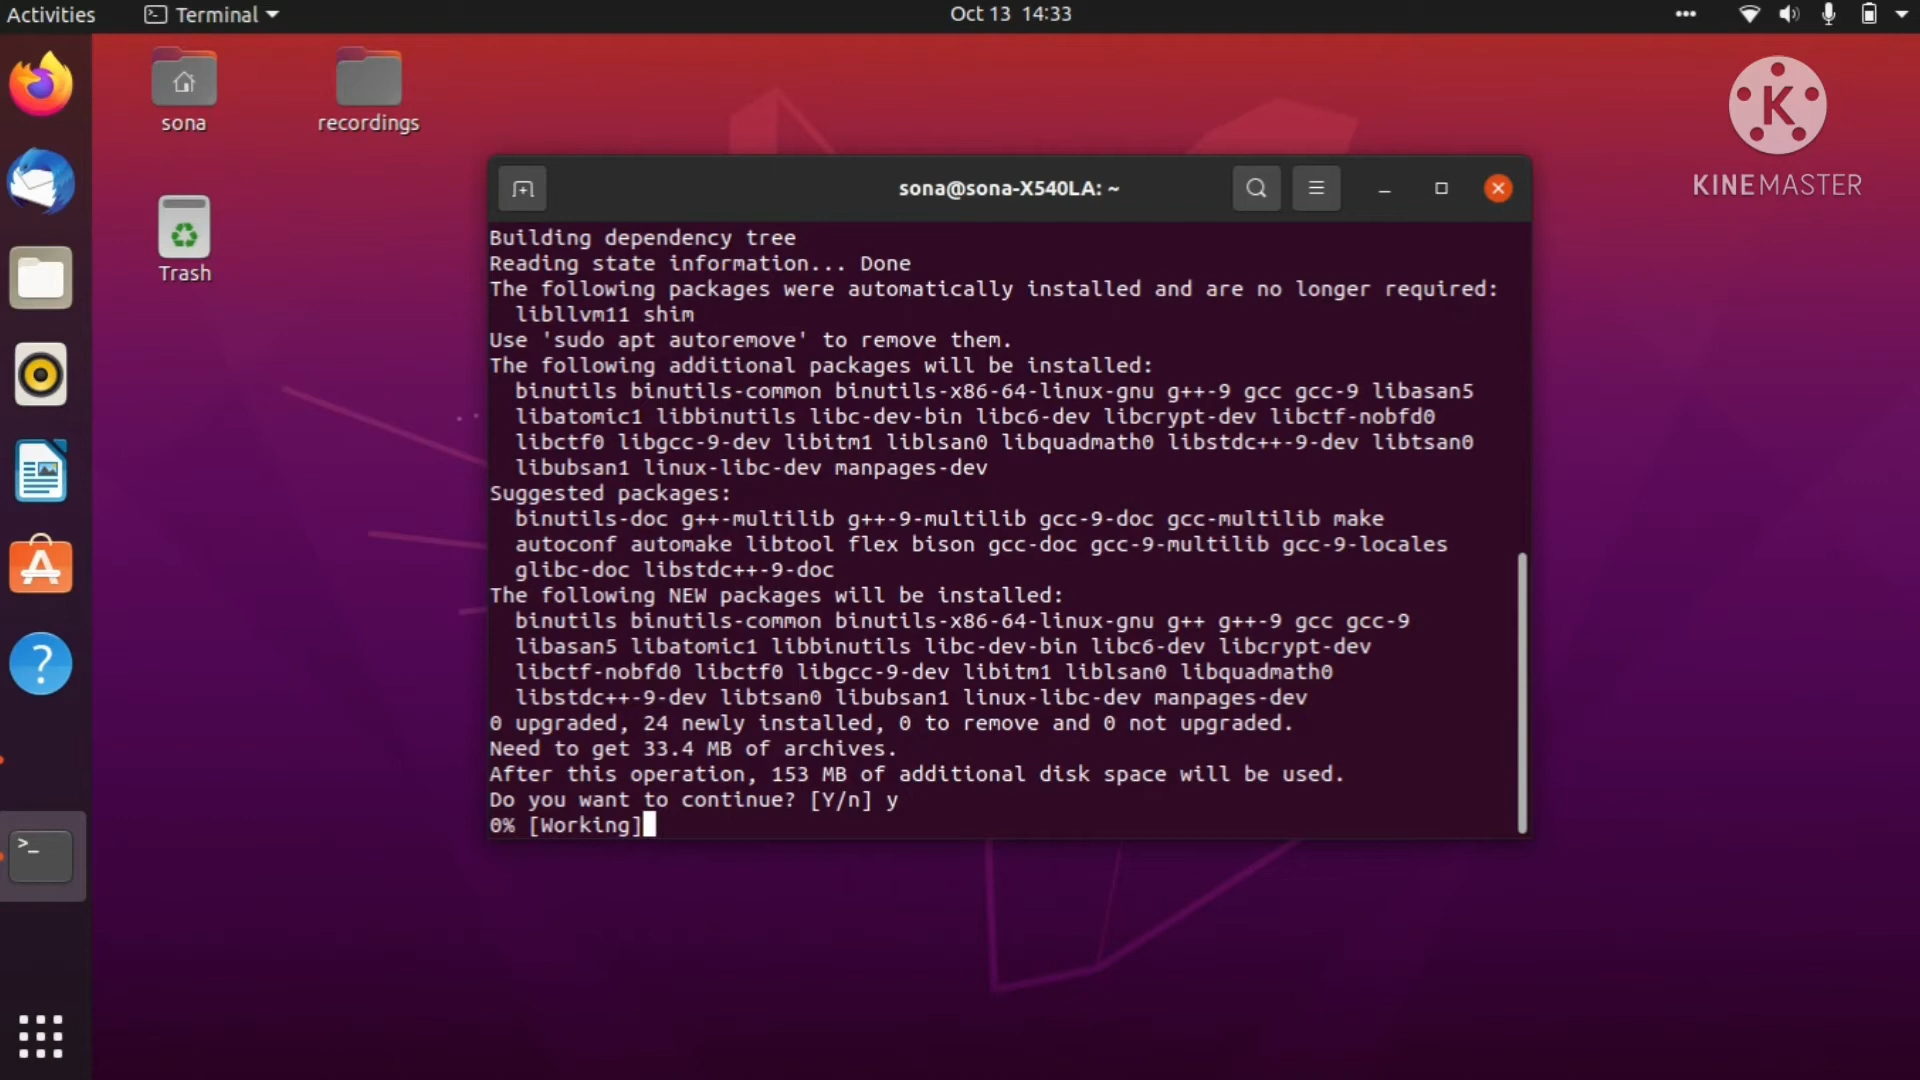 Activities
Terminal
Oct 13 14:33
sona
recordings
Trash
K
KINEMASTER
sona@sona-X540LA: ~
Building dependency tree
Reading state information... Done
The following packages were automatically installed and are no longer required:
libllvm11 shim
Use 'sudo apt autoremove' to remove them.
The following additional packages will be installed:
binutils binutils-common binutils-x86-64-linux-gnu g++-9 gcc gcc-9 libasan5
libatomic1 libbinutils libc-dev-bin libc6-dev libcrypt-dev libctf-nobfd0
libctf0 libgcc-9-dev libitm1 liblsan0 libquadmath0 libstdc++-9-dev libtsan0
libubsan1 linux-libc-dev manpages-dev
Suggested packages:
binutils-doc g++-multilib g++-9-multilib gcc-9-doc gcc-multilib make
autoconf automake libtool flex bison gcc-doc gcc-9-multilib gcc-9-locales
glibc-doc libstdc++-9-doc
The following NEW packages will be installed:
binutils binutils-common binutils-x86-64-linux-gnu g++ g++-9 gcc gcc-9
libasan5 libatomic1 libbinutils libc-dev-bin libc6-dev libcrypt-dev
libctf-nobfd0 libctf0 libgcc-9-dev libitm1 liblsan0 libquadmath0
libstdc++-9-dev libtsan0 libubsan1 linux-libc-dev manpages-dev
0 upgraded, 24 newly installed, 0 to remove and 0 not upgraded.
Need to get 33.4 MB of archives.
After this operation, 153 MB of additional disk space will be used.
Do you want to continue? [Y/n] y
0% [Working]